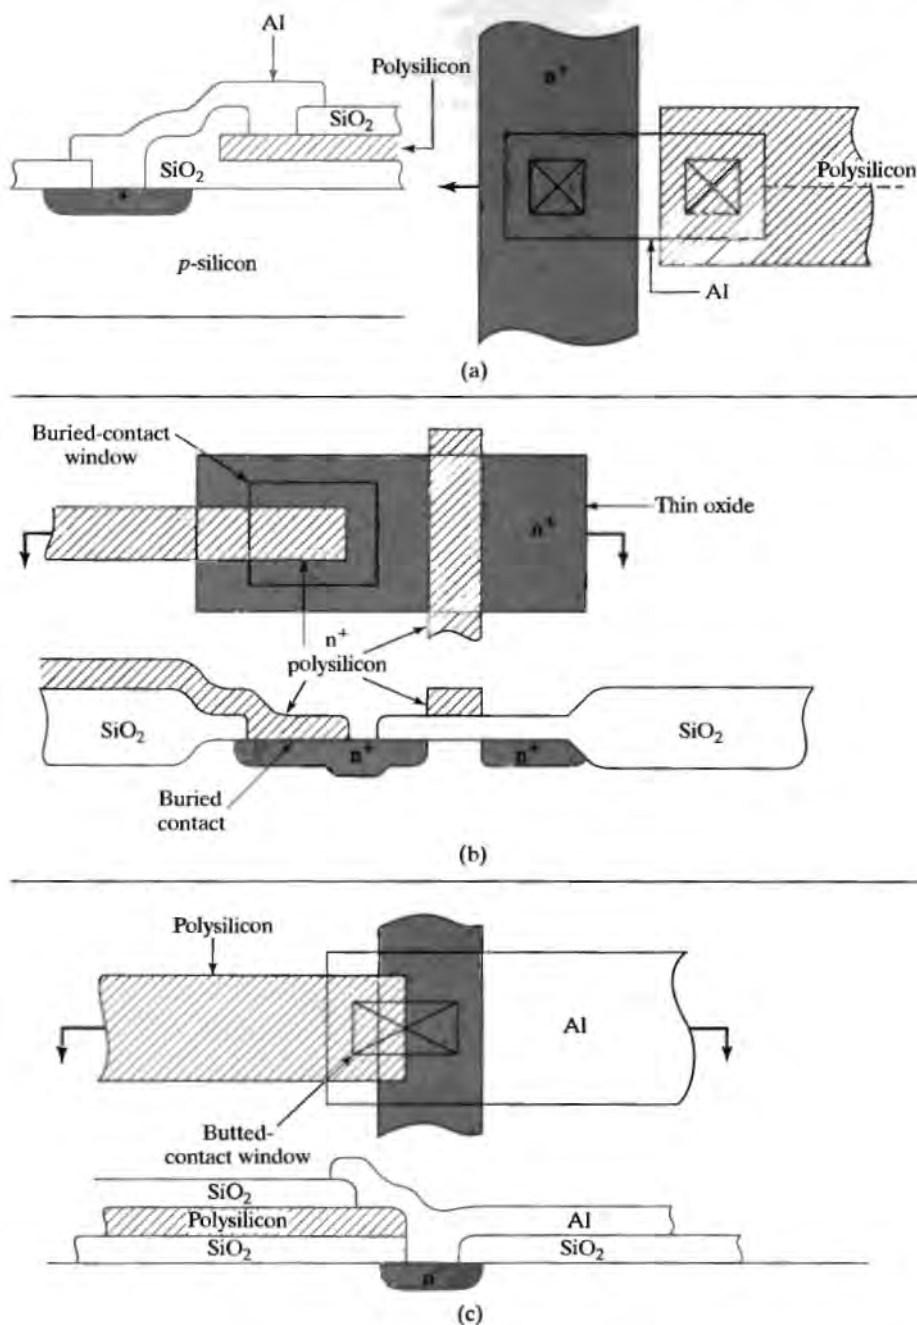 Al
Polysilicon
SiO₂
SiO₂
+
p-silicon
n⁺
Polysilicon
Al
(a)
Buried-contact
window
Thin oxide
n⁺
n⁺
polysilicon
SiO₂
n⁺
n⁺
SiO₂
Buried
contact
(b)
Polysilicon
Al
Butted-
contact window
SiO₂
Polysilicon
SiO₂
Al
SiO₂
n
(c)